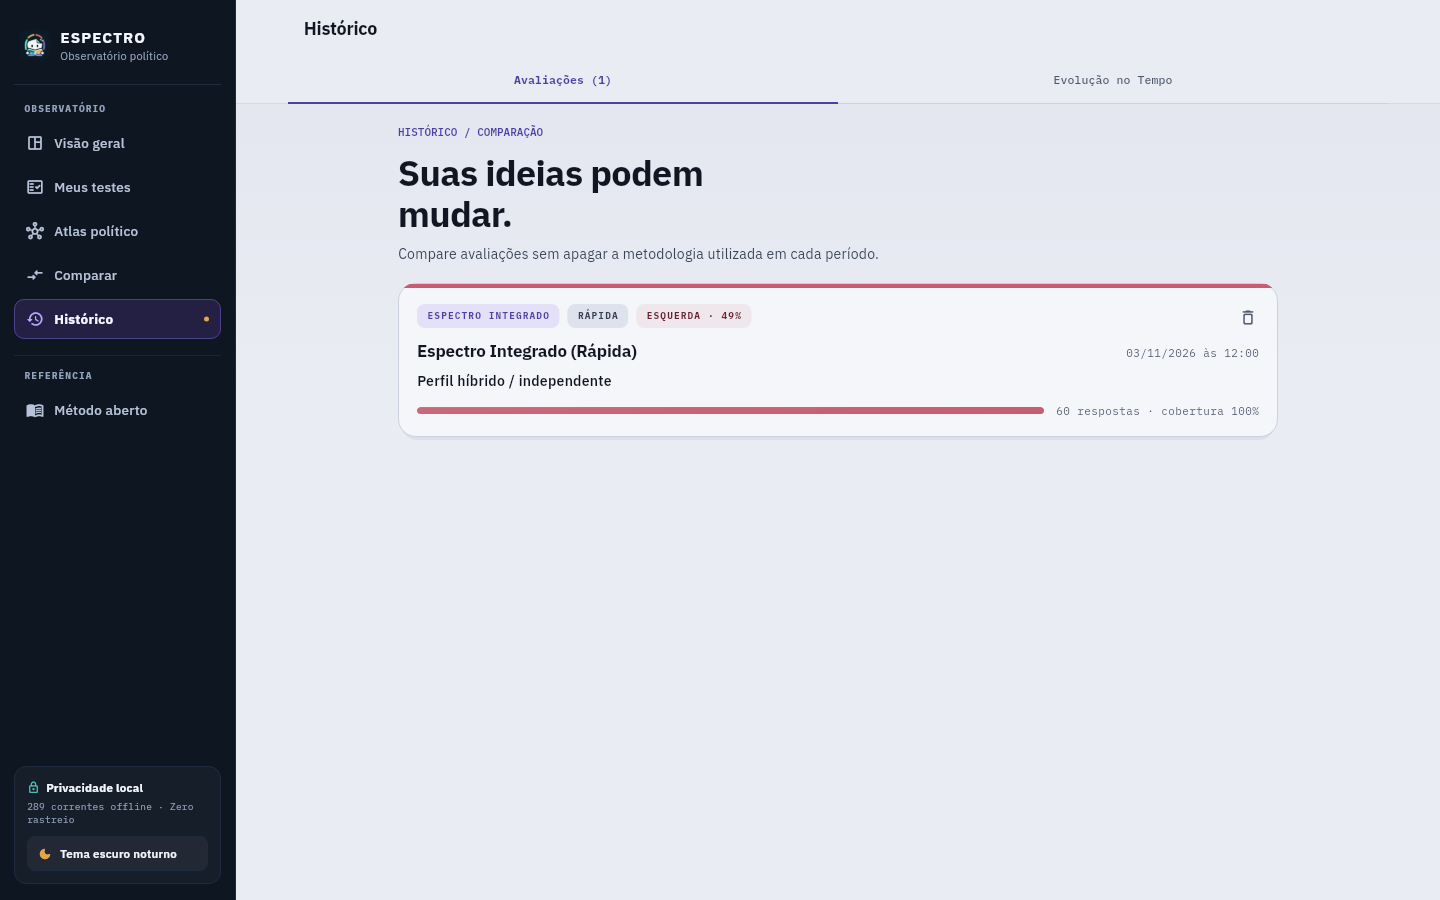 ESPECTRO
Observatório político
OBSERVATÓRIO
Visão geral
Meus testes
Atlas político
Comparar
Histórico
REFERÊNCIA
Método aberto
Privacidade local
289 correntes offline · Zero
rastreio
Tema escuro noturno
Histórico
Avaliações (1)
Evolução no Tempo
HISTÓRICO / COMPARAÇÃO
Suas ideias podem
mudar.
Compare avaliações sem apagar a metodologia utilizada em cada período.
ESPECTRO INTEGRADO
RÁPIDA
ESQUERDA · 49%
Espectro Integrado (Rápida)
03/11/2026 às 12:00
Perfil híbrido / independente
60 respostas · cobertura 100%